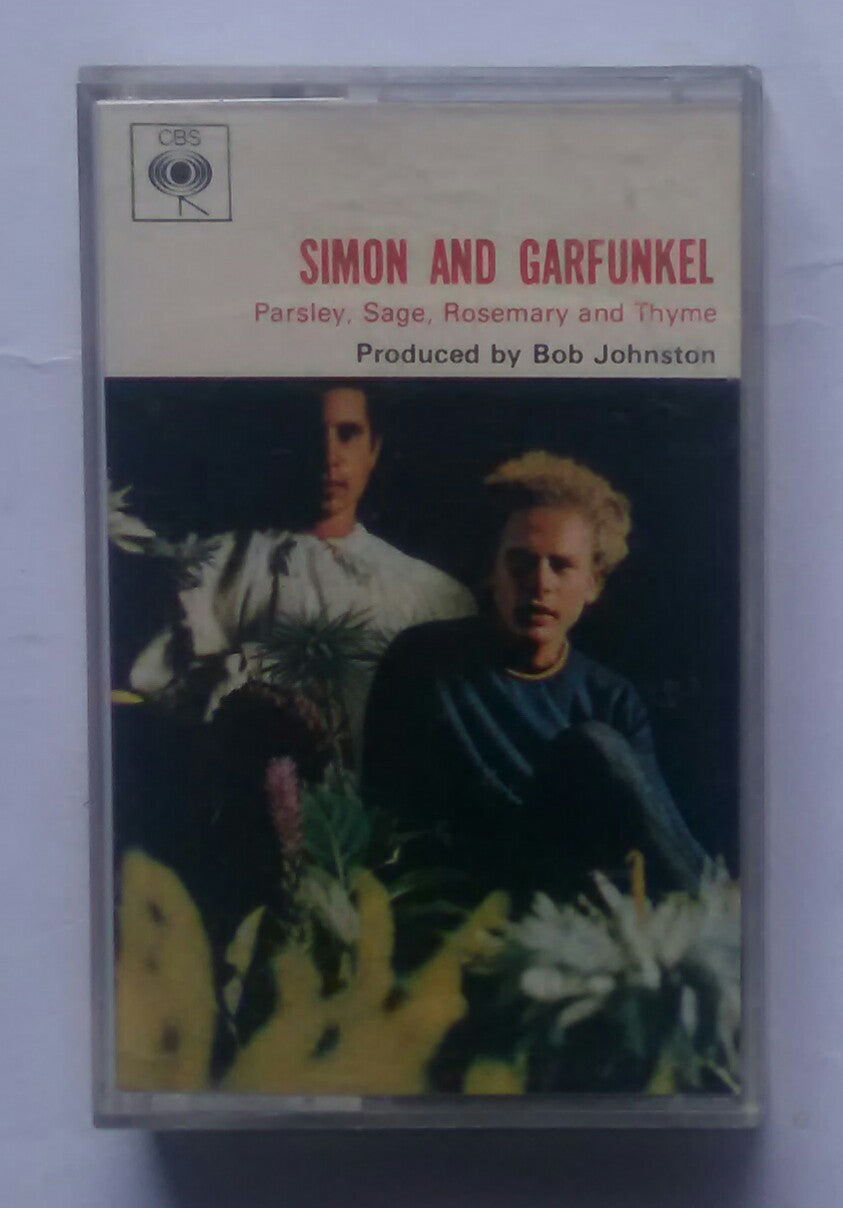 CBS
SIMON AND GARFUNKEL
Parsley, Sage, Rosemary and Thyme
Produced by Bob Johnston